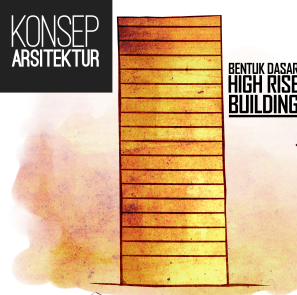 KONSEP
ARSITEKTUR
BENTUK DASAR
HIGH RISE
BUILDING